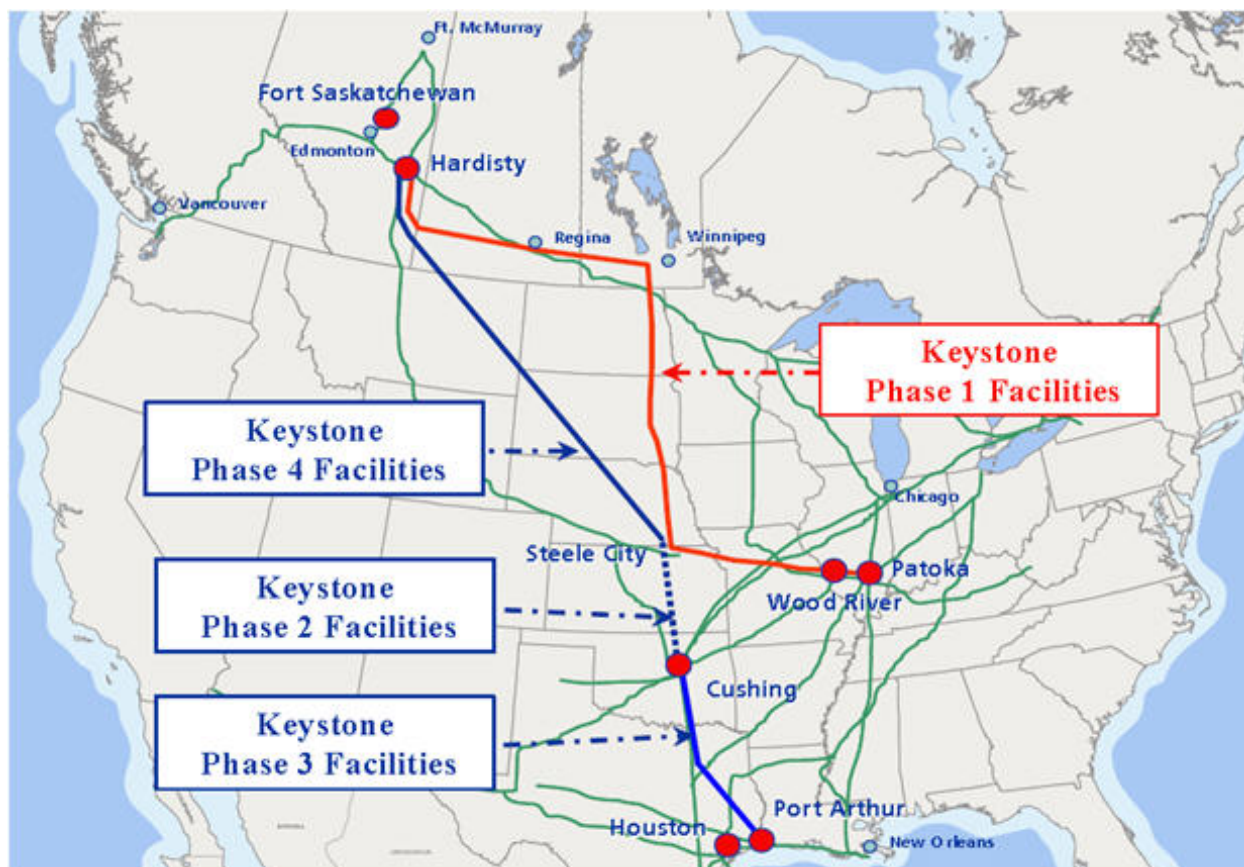 Ft. McMurray
Fort Saskatchewan
Edmonton
Hardisty
Vancouver
Regina
Winnipeg
Keystone
Phase 1 Facilities
Keystone
Phase 4 Facilities
Chicago
Steele City
Patoka
Wood River
Keystone
Phase 2 Facilities
Cushing
Keystone
Phase 3 Facilities
Port Arthur
Houston
New Orleans